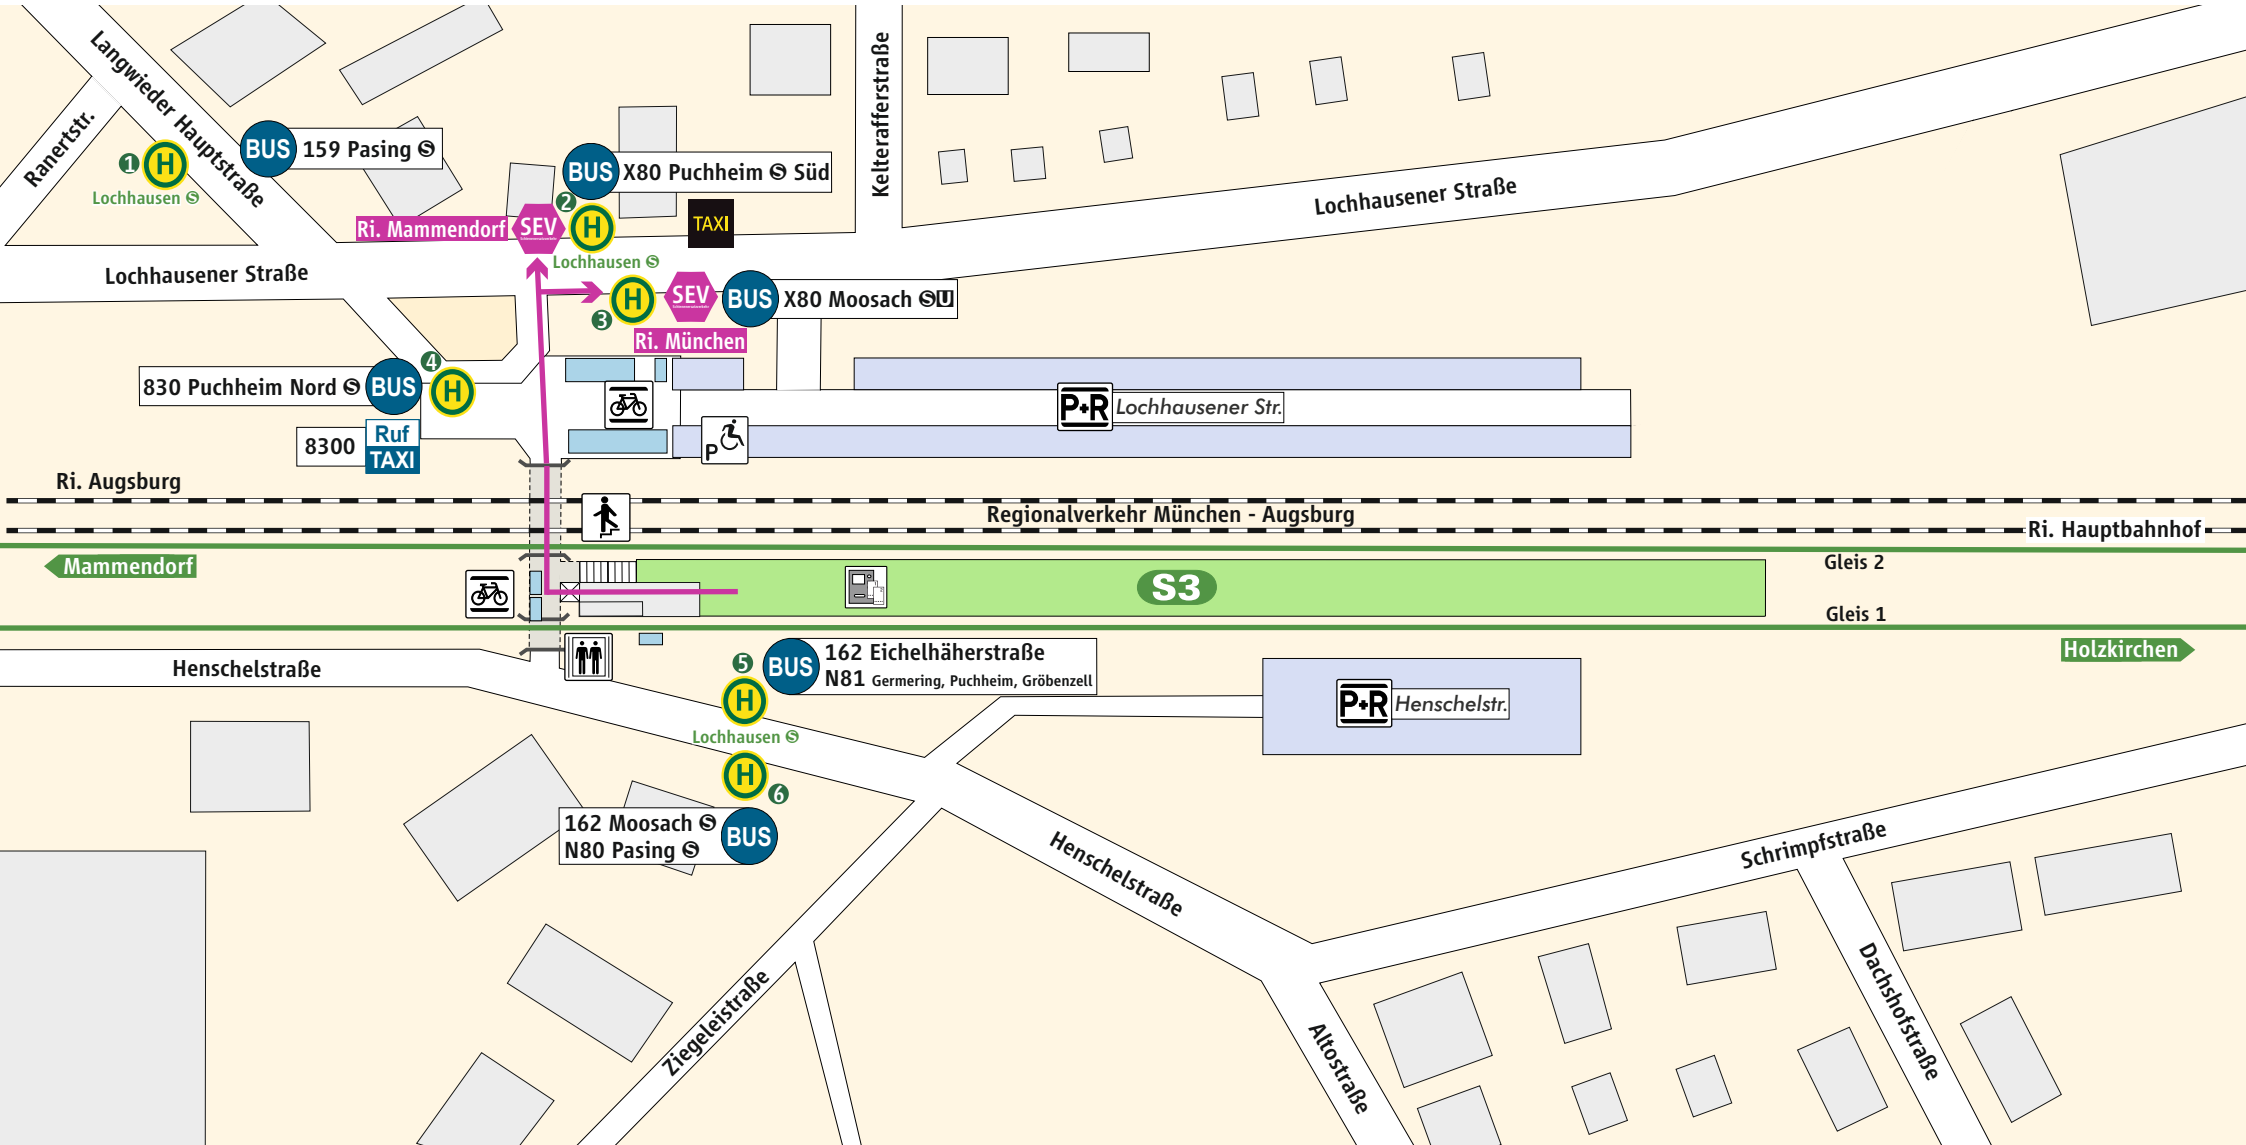 Langwieder Hauptstraße
Ranertstr.
1
H
Lochhausen S
BUS
159 Pasing S
BUS
X80 Puchheim S Süd
Ri. Mammendorf
SEV
2
H
TAXI
Lochhausen S
Kelterafferstraße
Lochhausener Straße
Lochhausener Straße
3
H
SEV
BUS
X80 Moosach S U
Ri. München
830 Puchheim Nord S
BUS
4
H
8300
Ruf
TAXI
P
P+R
Lochhausener Str.
Ri. Augsburg
Regionalverkehr München - Augsburg
Ri. Hauptbahnhof
Mammendorf
Gleis 2
S3
Gleis 1
Holzkirchen
Henschelstraße
5
H
BUS
162 Eichelhäherstraße
N81 Germering, Puchheim, Gröbenzell
Lochhausen S
H
6
162 Moosach S
N80 Pasing S
BUS
P+R
Henschelstr.
Henschelstraße
Schrimpfstraße
Ziegeleistraße
Altostraße
Dachshofstraße